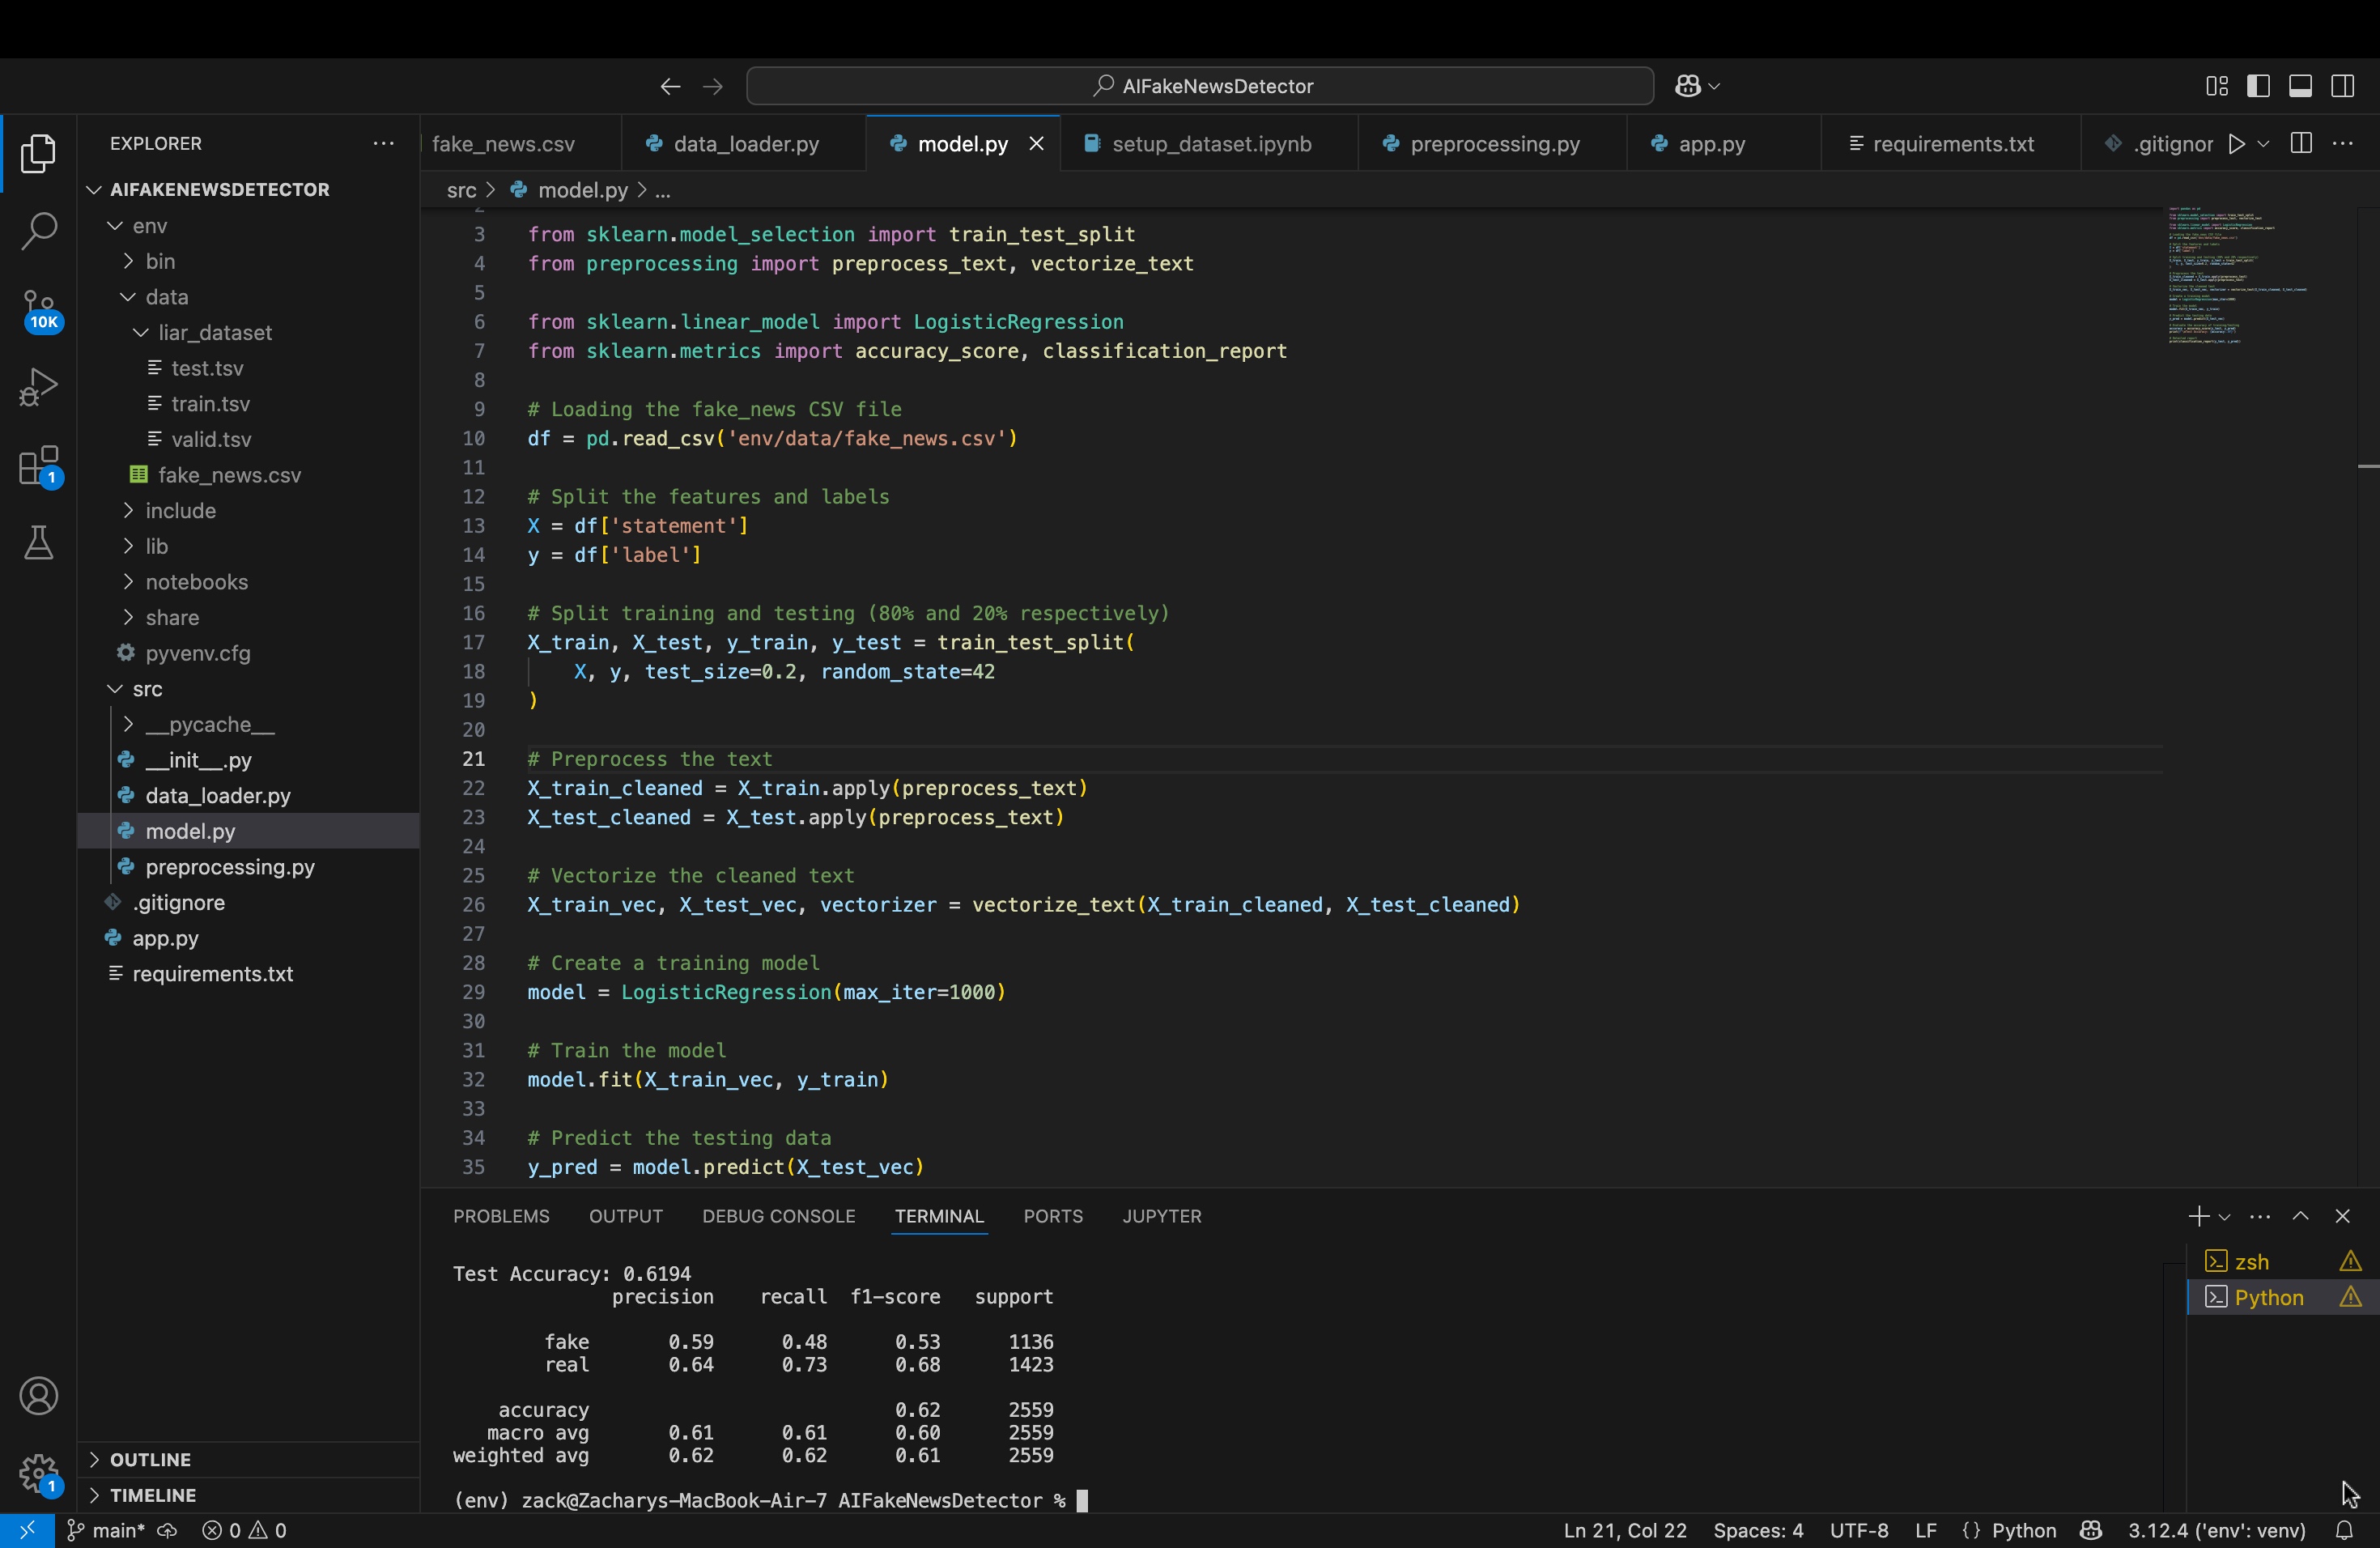 AIFakeNewsDetector
EXPLORER
fake_news.csv
data_loader.py
model.py
setup_dataset.ipynb
preprocessing.py
app.py
requirements.txt
.gitignor
AIFAKENEWSDETECTOR
env
bin
data
liar_dataset
test.tsv
train.tsv
valid.tsv
fake_news.csv
include
lib
notebooks
share
pyvenv.cfg
src
__pycache__
__init__.py
data_loader.py
model.py
preprocessing.py
.gitignore
app.py
requirements.txt
OUTLINE
TIMELINE
10K
1
1
src > model.py > ...
2
3 from sklearn.model_selection import train_test_split
4 from preprocessing import preprocess_text, vectorize_text
5
6 from sklearn.linear_model import LogisticRegression
7 from sklearn.metrics import accuracy_score, classification_report
8
9 # Loading the fake_news CSV file
10 df = pd.read_csv('env/data/fake_news.csv')
11
12 # Split the features and labels
13 X = df['statement']
14 y = df['label']
15
16 # Split training and testing (80% and 20% respectively)
17 X_train, X_test, y_train, y_test = train_test_split(
18     X, y, test_size=0.2, random_state=42
19 )
20
21 # Preprocess the text
22 X_train_cleaned = X_train.apply(preprocess_text)
23 X_test_cleaned = X_test.apply(preprocess_text)
24
25 # Vectorize the cleaned text
26 X_train_vec, X_test_vec, vectorizer = vectorize_text(X_train_cleaned, X_test_cleaned)
27
28 # Create a training model
29 model = LogisticRegression(max_iter=1000)
30
31 # Train the model
32 model.fit(X_train_vec, y_train)
33
34 # Predict the testing data
35 y_pred = model.predict(X_test_vec)
PROBLEMS OUTPUT DEBUG CONSOLE TERMINAL PORTS JUPYTER
Test Accuracy: 0.6194
precision recall f1-score support
fake 0.59 0.48 0.53 1136
real 0.64 0.73 0.68 1423
accuracy 0.62 2559
macro avg 0.61 0.61 0.60 2559
weighted avg 0.62 0.62 0.61 2559
(env) zack@Zacharys-MacBook-Air-7 AIFakeNewsDetector %
zsh
Python
main* 0 0
Ln 21, Col 22 Spaces: 4 UTF-8 LF {} Python 3.12.4 ('env': venv)